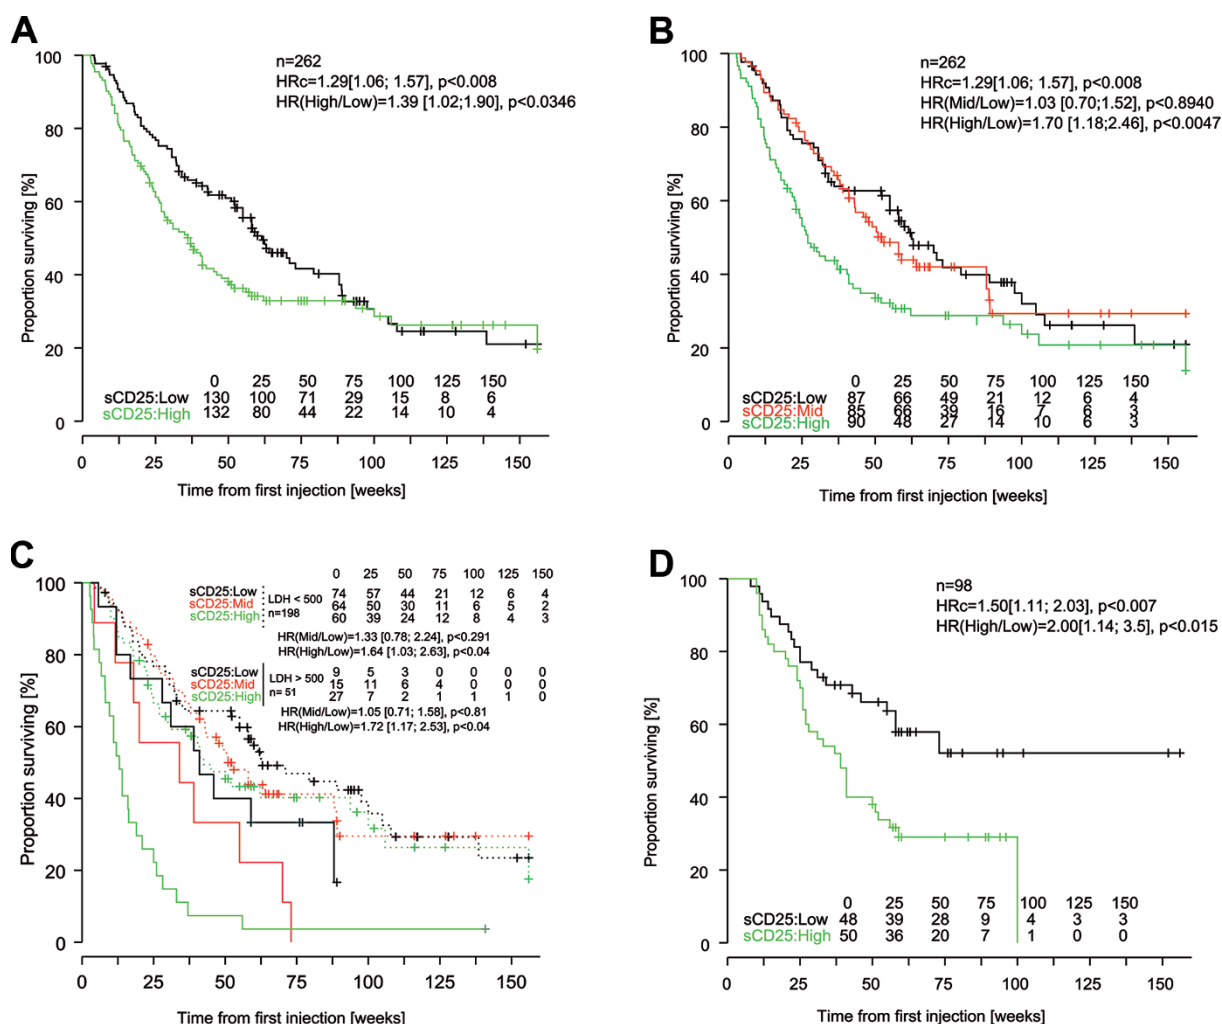 A
n=262
HRc=1.29[1.06; 1.57], p<0.008
HR(High/Low)=1.39 [1.02;1.90], p<0.0346
Proportion surviving [%]
100
80
60
40
20
0
0 25 50 75 100 125 150
sCD25:Low 130 100 71 29 15 8 6
sCD25:High 132 80 44 22 14 10 4
0 25 50 75 100 125 150
Time from first injection [weeks]
B
n=262
HRc=1.29[1.06; 1.57], p<0.008
HR(Mid/Low)=1.03 [0.70;1.52], p<0.8940
HR(High/Low)=1.70 [1.18;2.46], p<0.0047
Proportion surviving [%]
100
80
60
40
20
0
0 25 50 75 100 125 150
sCD25:Low 87 66 49 21 12 6 4
sCD25:Mid 85 66 39 16 7 6 3
sCD25:High 90 48 27 14 10 6 3
0 25 50 75 100 125 150
Time from first injection [weeks]
C
0 25 50 75 100 125 150
sCD25:Low 74 57 44 21 12 6 4
LDH < 500
sCD25:Mid 64 50 30 11 6 5 2
n=198
sCD25:High 60 39 24 12 8 4 3
HR(Mid/Low)=1.33 [0.78; 2.24], p<0.291
HR(High/Low)=1.64 [1.03; 2.63], p<0.04
sCD25:Low 9 5 3 0 0 0 0
LDH > 500
sCD25:Mid 15 11 6 4 0 0 0
n= 51
sCD25:High 27 7 2 1 1 1 0
HR(Mid/Low)=1.05 [0.71; 1.58], p<0.81
HR(High/Low)=1.72 [1.17; 2.53], p<0.04
Proportion surviving [%]
100
80
60
40
20
0
0 25 50 75 100 125 150
Time from first injection [weeks]
D
n=98
HRc=1.50[1.11; 2.03], p<0.007
HR(High/Low)=2.00[1.14; 3.5], p<0.015
Proportion surviving [%]
100
80
60
40
20
0
0 25 50 75 100 125 150
sCD25:Low 48 39 28 9 4 3 3
sCD25:High 50 36 20 7 1 0 0
0 25 50 75 100 125 150
Time from first injection [weeks]